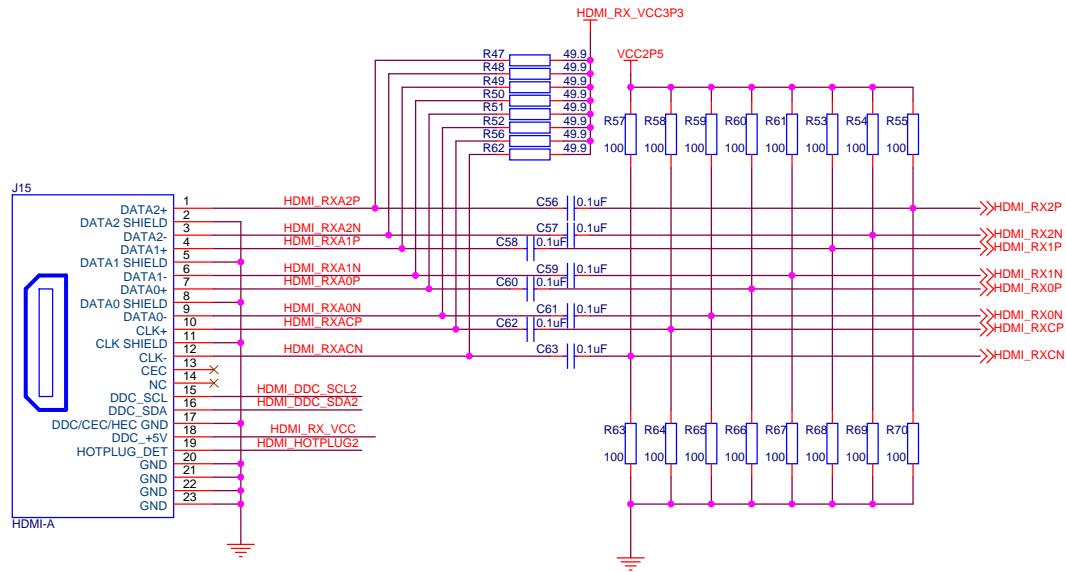 HDMI_RX_VCC3P3
R47 49.9
R48 49.9
R49 49.9
R50 49.9
R51 49.9
R52 49.9
R56 49.9
R62 49.9
VCC2P5
R57 R58 R59 R60 R61 R53 R54 R55
100 100 100 100 100 100 100 100
J15
DATA2+ 1 HDMI_RXA2P C56 0.1uF HDMI_RX2P
DATA2 SHIELD 2
DATA2- 3 HDMI_RXA2N C57 0.1uF HDMI_RX2N
DATA1+ 4 HDMI_RXA1P C58 0.1uF HDMI_RX1P
DATA1 SHIELD 5
DATA1- 6 HDMI_RXA1N C59 0.1uF HDMI_RX1N
DATA0+ 7 HDMI_RXA0P C60 0.1uF HDMI_RX0P
DATA0 SHIELD 8
DATA0- 9 HDMI_RXA0N C61 0.1uF HDMI_RX0N
CLK+ 10 HDMI_RXACP C62 0.1uF HDMI_RXCP
CLK SHIELD 11
CLK- 12 HDMI_RXACN C63 0.1uF HDMI_RXCN
CEC 13
NC 14
DDC_SCL 15 HDMI_DDC_SCL2
DDC_SDA 16 HDMI_DDC_SDA2
DDC/CEC/HEC GND 17
DDC_+5V 18 HDMI_RX_VCC
HOTPLUG_DET 19 HDMI_HOTPLUG2
GND 20
GND 21
GND 22
GND 23
HDMI-A
R63 R64 R65 R66 R67 R68 R69 R70
100 100 100 100 100 100 100 100